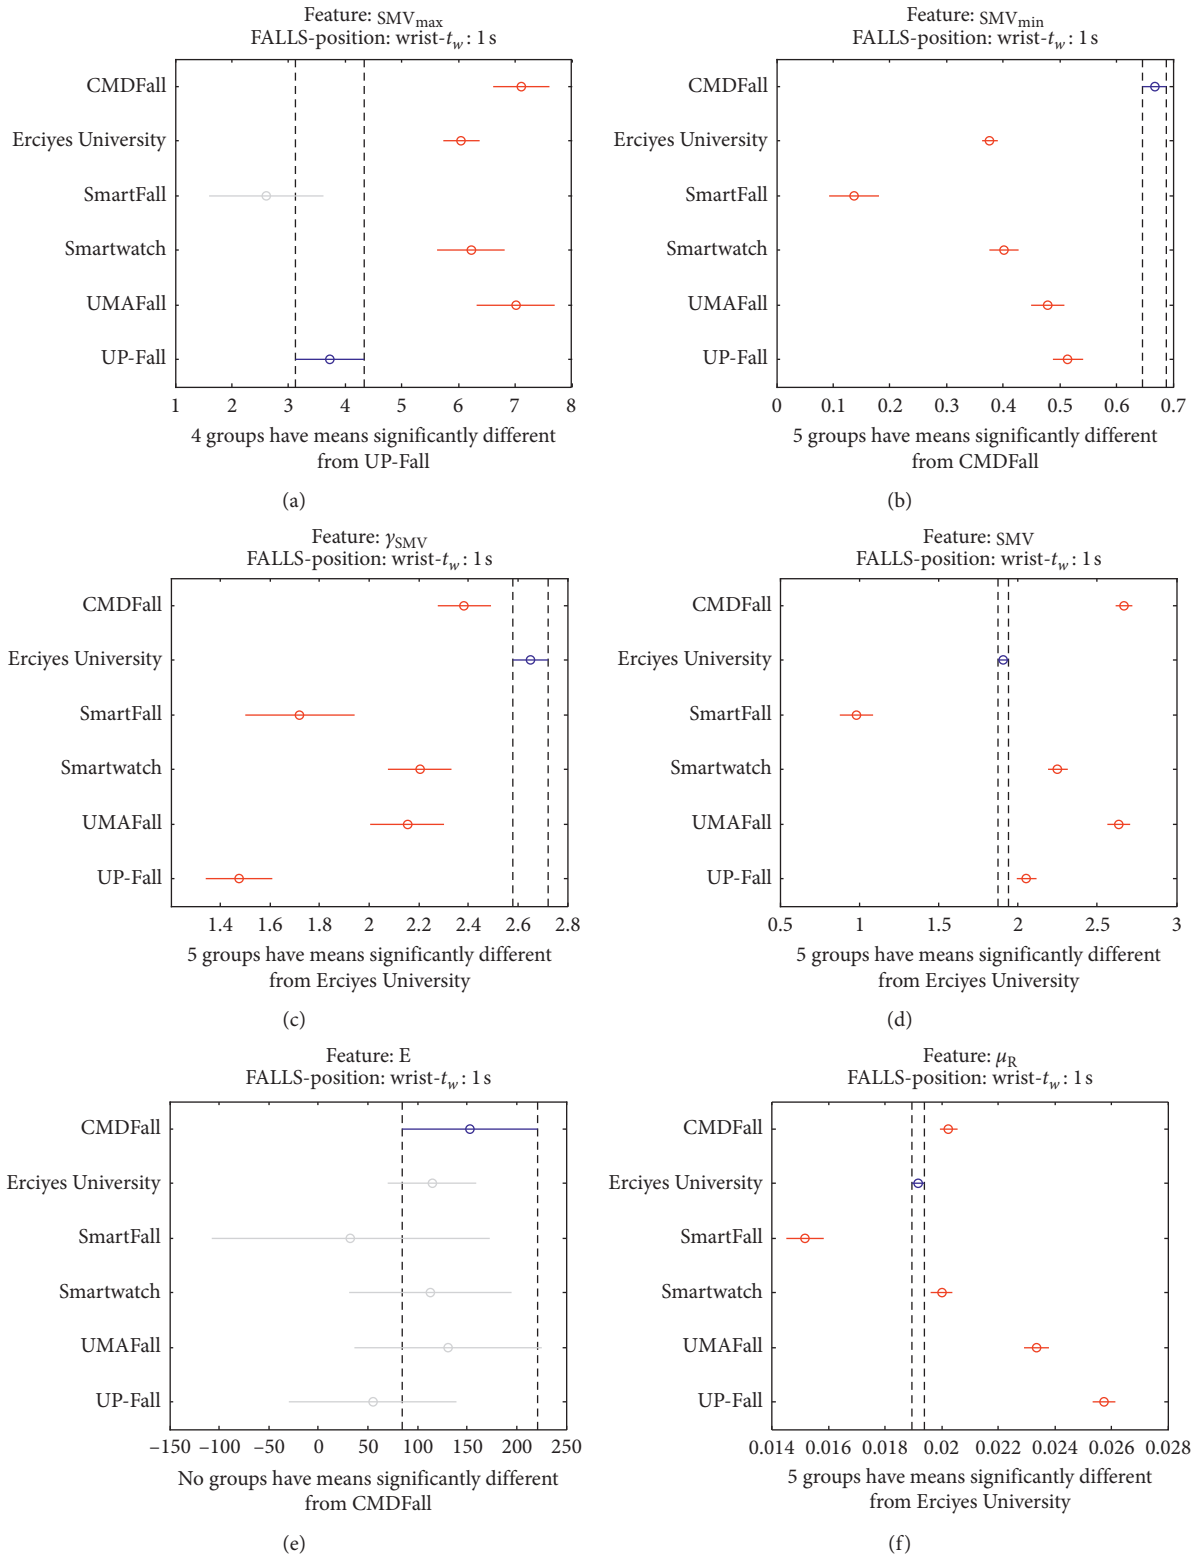 Feature: SMVmax
FALLS-position: wrist-tw: 1 s
CMDFall
Erciyes University
SmartFall
Smartwatch
UMAFall
UP-Fall
1 2 3 4 5 6 7 8
4 groups have means significantly different
from UP-Fall
(a)
Feature: SMVmin
FALLS-position: wrist-tw: 1 s
CMDFall
Erciyes University
SmartFall
Smartwatch
UMAFall
UP-Fall
0 0.1 0.2 0.3 0.4 0.5 0.6 0.7
5 groups have means significantly different
from CMDFall
(b)
Feature: γSMV
FALLS-position: wrist-tw: 1 s
CMDFall
Erciyes University
SmartFall
Smartwatch
UMAFall
UP-Fall
1.4 1.6 1.8 2 2.2 2.4 2.6 2.8
5 groups have means significantly different
from Erciyes University
(c)
Feature: SMV
FALLS-position: wrist-tw: 1 s
CMDFall
Erciyes University
SmartFall
Smartwatch
UMAFall
UP-Fall
0.5 1 1.5 2 2.5 3
5 groups have means significantly different
from Erciyes University
(d)
Feature: E
FALLS-position: wrist-tw: 1 s
CMDFall
Erciyes University
SmartFall
Smartwatch
UMAFall
UP-Fall
−150 −100 −50 0 50 100 150 200 250
No groups have means significantly different
from CMDFall
(e)
Feature: μR
FALLS-position: wrist-tw: 1 s
CMDFall
Erciyes University
SmartFall
Smartwatch
UMAFall
UP-Fall
0.014 0.016 0.018 0.02 0.022 0.024 0.026 0.028
5 groups have means significantly different
from Erciyes University
(f)